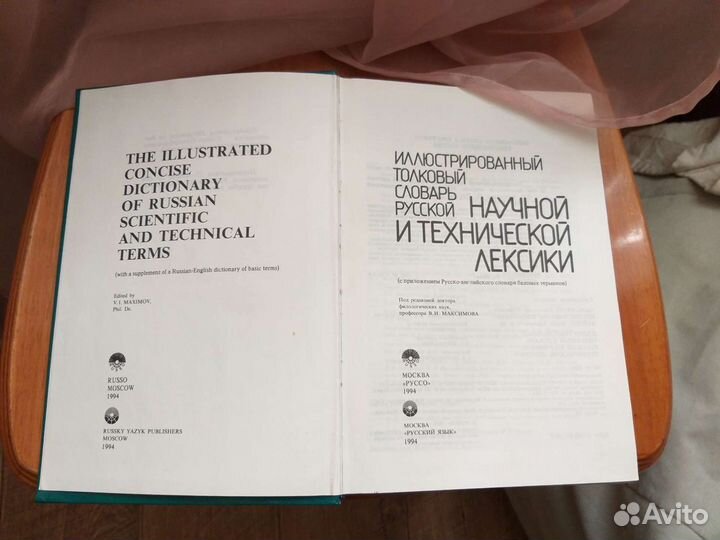 THE ILLUSTRATED
CONCISE
DICTIONARY
OF RUSSIAN
SCIENTIFIC
AND TECHNICAL
TERMS
(with a supplement of a Russian-English dictionary of basic terms)
Edited by
V. I. MAXIMOV,
Phil. Dr.
RUSSO
MOSCOW
1994
RUSSKY YAZYK PUBLISHERS
MOSCOW
1994
ИЛЛЮСТРИРОВАННЫЙ
ТОЛКОВЫЙ
СЛОВАРЬ
РУССКОЙ НАУЧНОЙ
И ТЕХНИЧЕСКОЙ
ЛЕКСИКИ
(с приложением Русско-английского словаря базовых терминов)
Под редакцией доктора
филологических наук,
профессора В.И. МАКСИМОВА
МОСКВА
«РУССО»
1994
МОСКВА
«РУССКИЙ ЯЗЫК»
1994
Avito